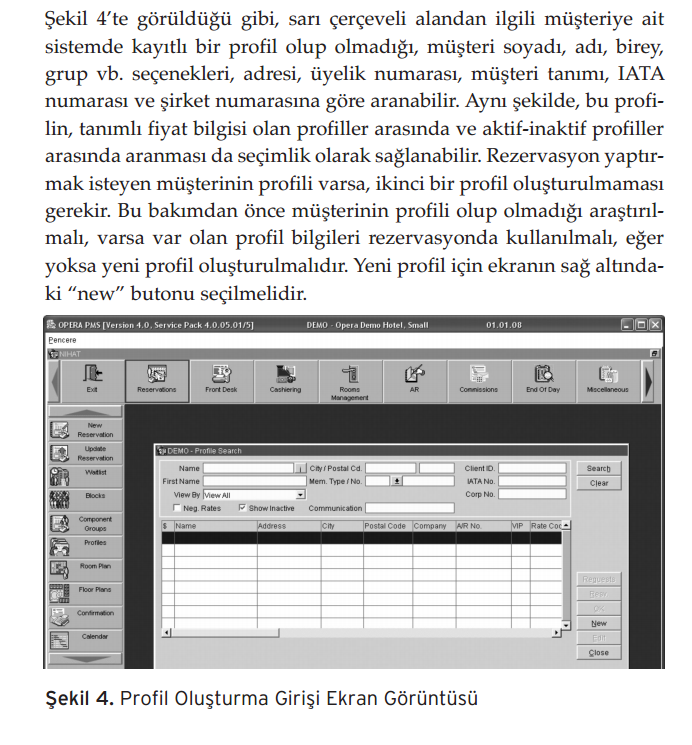 Şekil 4’te görüldüğü gibi, sarı çerçeveli alandan ilgili müşteriye ait
sistemde kayıtlı bir profil olup olmadığı, müşteri soyadı, adı, birey,
grup vb. seçenekleri, adresi, üyelik numarası, müşteri tanımı, IATA
numarası ve şirket numarasına göre aranabilir. Aynı şekilde, bu profi-
lin, tanımlı fiyat bilgisi olan profiller arasında ve aktif-inaktif profiller
arasında aranması da seçimlik olarak sağlanabilir. Rezervasyon yaptır-
mak isteyen müşterinin profili varsa, ikinci bir profil oluşturulmaması
gerekir. Bu bakımdan önce müşterinin profili olup olmadığı araştırıl-
malı, varsa var olan profil bilgileri rezervasyonda kullanılmalı, eğer
yoksa yeni profil oluşturulmalıdır. Yeni profil için ekranın sağ altında-
ki “new” butonu seçilmelidir.
OPERA PMS [Version 4.0, Service Pack 4.0.05.01/5] DEMO - Opera Demo Hotel, Small 01.01.08
Pencere
NIHAT
Exit Reservations Front Desk Cashiering Rooms Management AR Commissions End Of Day Miscellaneous
New Reservation
Update Reservation
Waitlist
Blocks
Component Groups
Profiles
Room Plan
Floor Plans
Confirmation
Calendar
DEMO - Profile Search
Name City / Postal Cd. Client ID. Search
First Name Mem. Type / No. IATA No. Clear
View By View All Corp No.
Neg. Rates Show Inactive Communication
$ Name Address City Postal Code Company A/R No. VIP Rate Coc
Requests
New
OK
New
Edit
Close
Şekil 4. Profil Oluşturma Girişi Ekran Görüntüsü